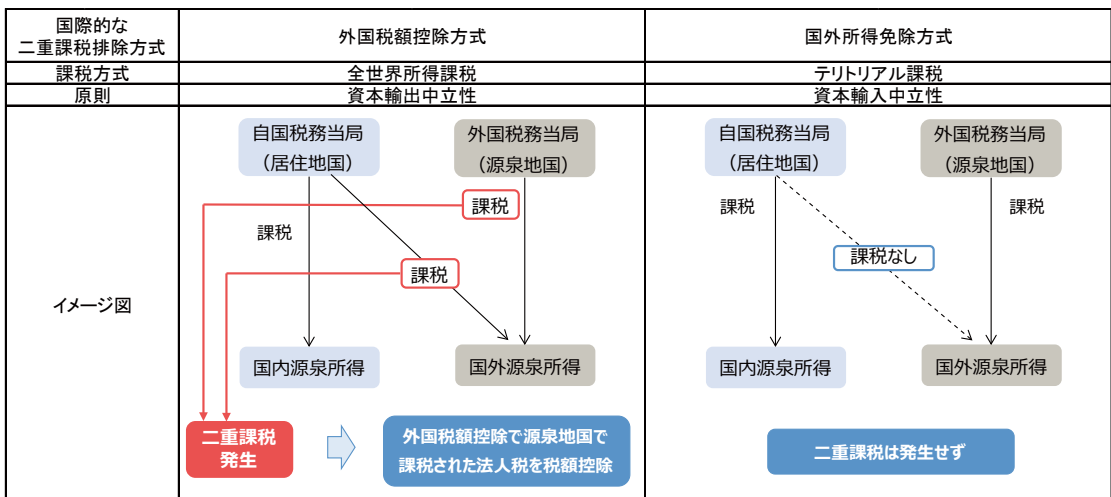 国際的な
二重課税排除方式
外国税額控除方式
国外所得免除方式
課税方式
全世界所得課税
テリトリアル課税
原則
資本輸出中立性
資本輸入中立性
イメージ図
自国税務当局
（居住地国）
外国税務当局
（源泉地国）
課税
課税
課税
国内源泉所得
国外源泉所得
二重課税
発生
外国税額控除で源泉地国で
課税された法人税を税額控除
自国税務当局
（居住地国）
外国税務当局
（源泉地国）
課税
課税
課税なし
国内源泉所得
国外源泉所得
二重課税は発生せず